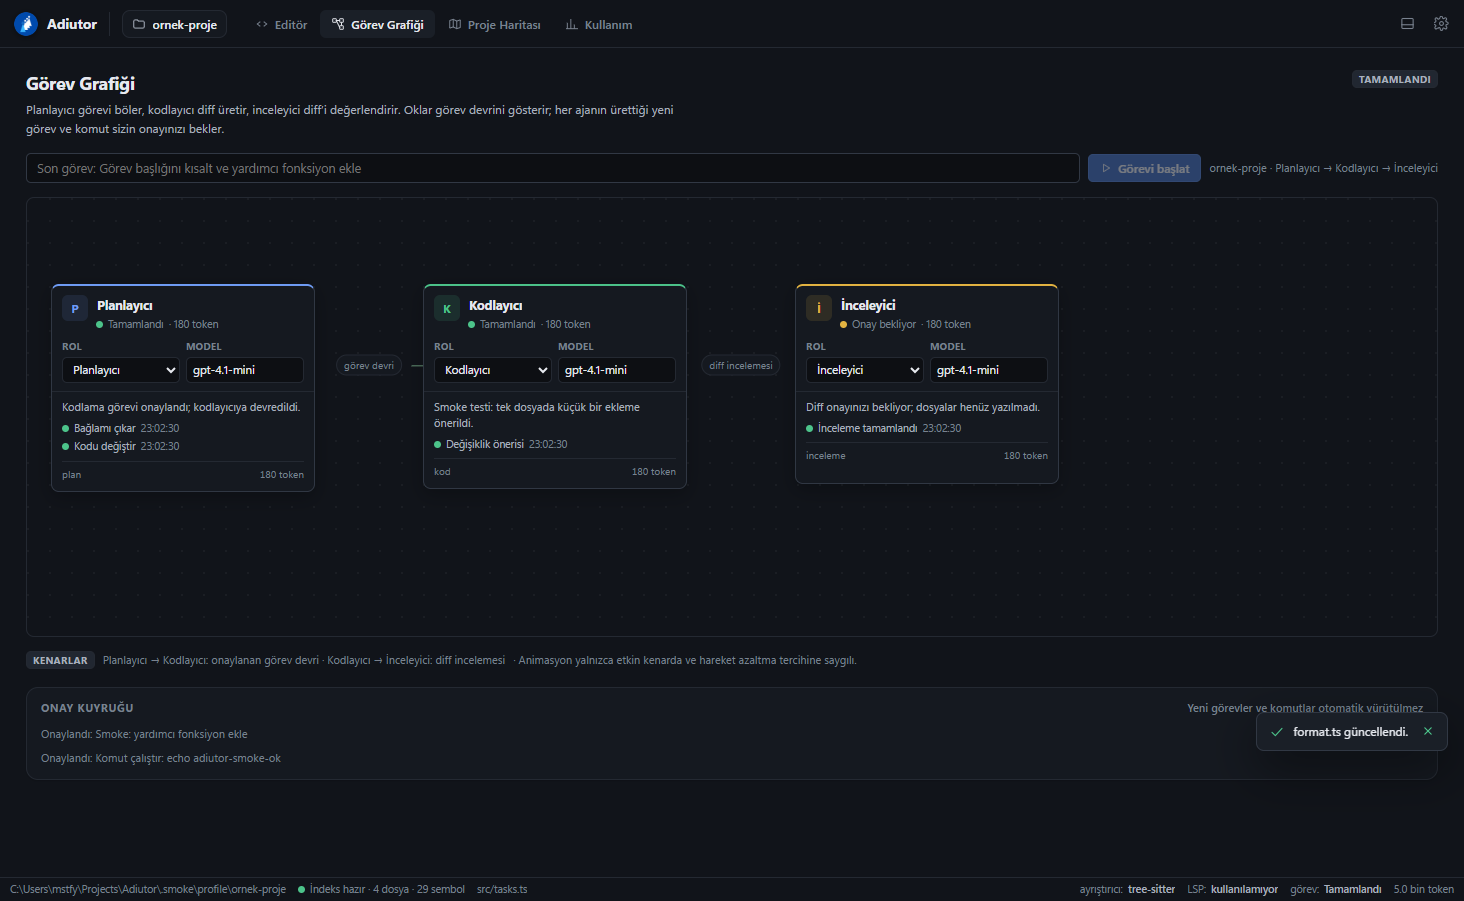 Adiutor
ornek-proje
Editör
Görev Grafiği
Proje Haritası
Kullanım
Görev Grafiği
TAMAMLANDI
Planlayıcı görevi böler, kodlayıcı diff üretir, inceleyici diff'i değerlendirir. Oklar görev devrini gösterir; her ajanın ürettiği yeni
görev ve komut sizin onayınızı bekler.
Son görev: Görev başlığını kısalt ve yardımcı fonksiyon ekle
Görevi başlat
ornek-proje · Planlayıcı → Kodlayıcı → İnceleyici
P
Planlayıcı
Tamamlandı · 180 token
ROL
MODEL
Planlayıcı
gpt-4.1-mini
Kodlama görevi onaylandı; kodlayıcıya devredildi.
Bağlamı çıkar 23:02:30
Kodu değiştir 23:02:30
plan
180 token
görev devri
K
Kodlayıcı
Tamamlandı · 180 token
ROL
MODEL
Kodlayıcı
gpt-4.1-mini
Smoke testi: tek dosyada küçük bir ekleme
önerildi.
Değişiklik önerisi 23:02:30
kod
180 token
diff incelemesi
İ
İnceleyici
Onay bekliyor · 180 token
ROL
MODEL
İnceleyici
gpt-4.1-mini
Diff onayınızı bekliyor; dosyalar henüz yazılmadı.
İnceleme tamamlandı 23:02:30
inceleme
180 token
KENARLAR
Planlayıcı → Kodlayıcı: onaylanan görev devri · Kodlayıcı → İnceleyici: diff incelemesi · Animasyon yalnızca etkin kenarda ve hareket azaltma tercihine saygılı.
ONAY KUYRUĞU
Yeni görevler ve komutlar otomatik yürütülmez
Onaylandı: Smoke: yardımcı fonksiyon ekle
Onaylandı: Komut çalıştır: echo adiutor-smoke-ok
format.ts güncellendi.
C:\Users\mstfy\Projects\Adiutor\.smoke\profile\ornek-proje
İndeks hazır · 4 dosya · 29 sembol
src/tasks.ts
ayrıştırıcı: tree-sitter
LSP: kullanılamıyor
görev: Tamamlandı
5.0 bin token